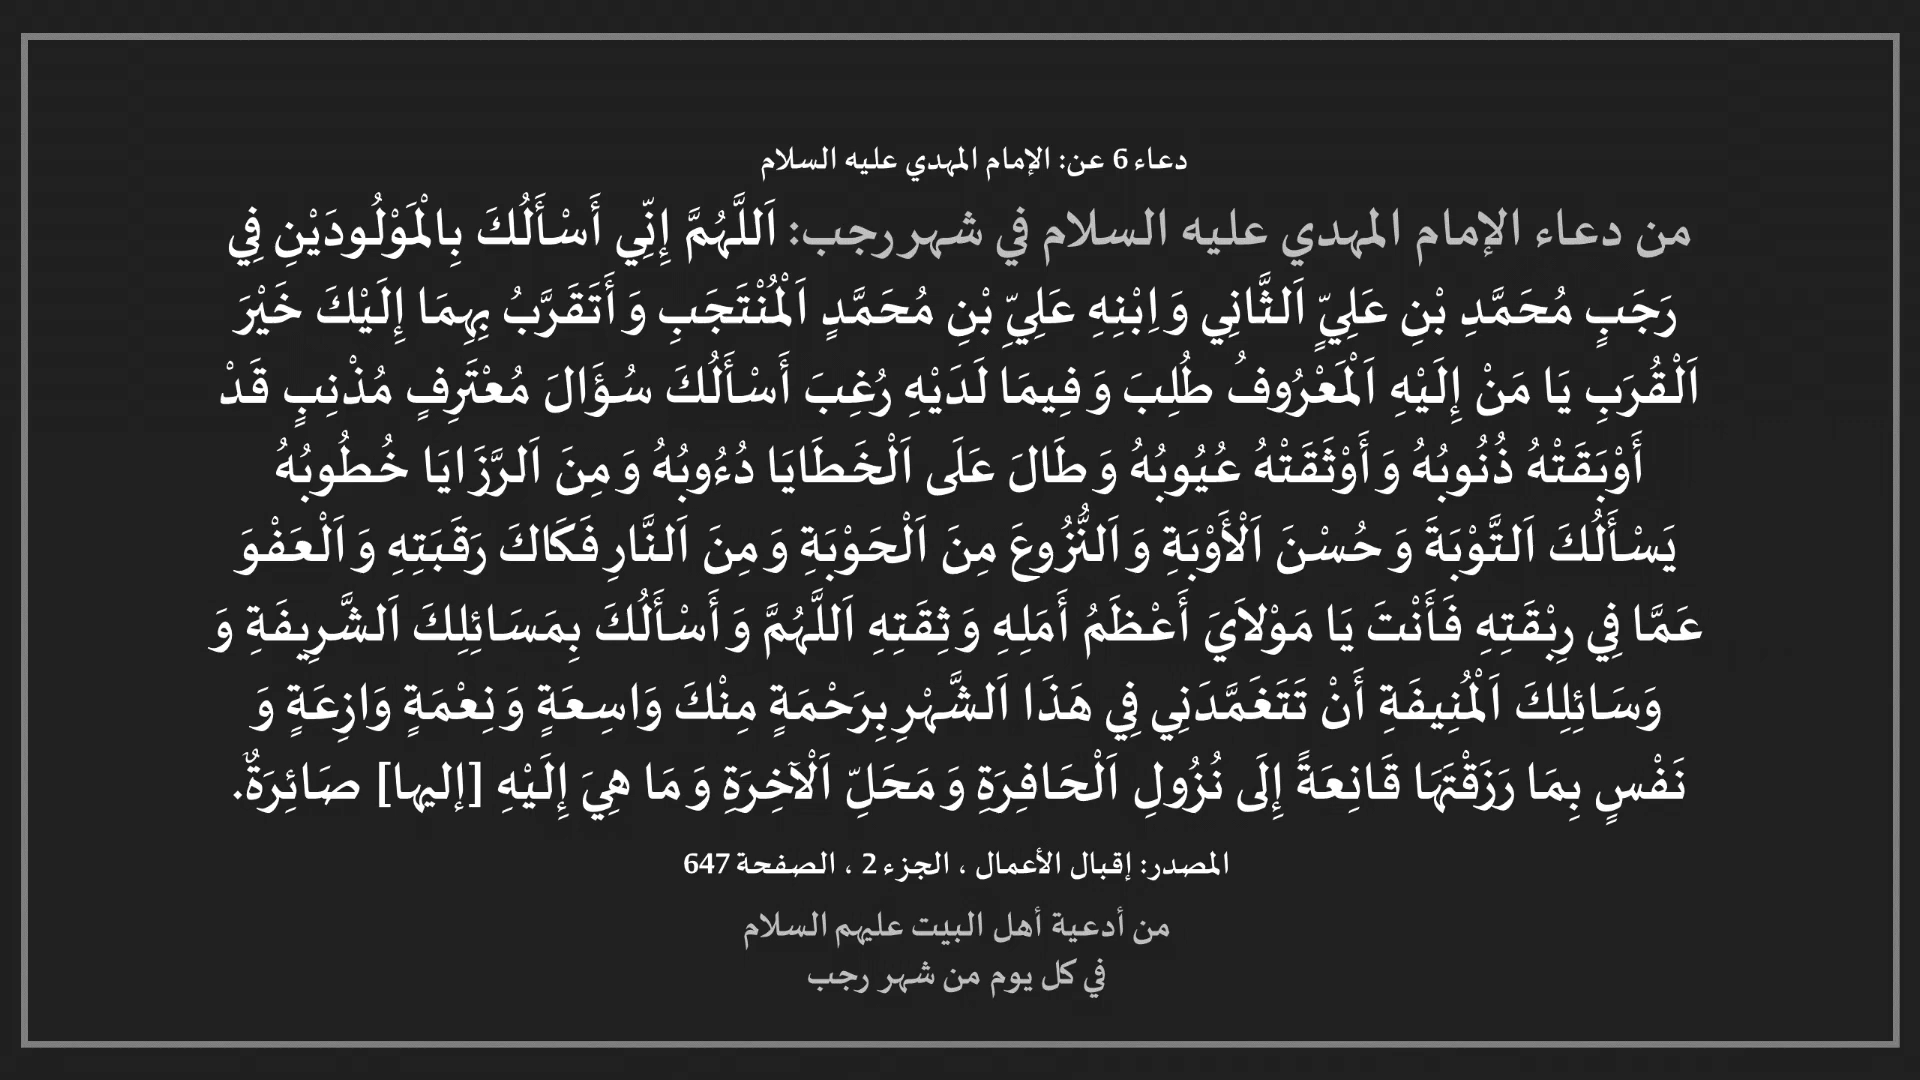 دعاء 6 عن: الإمام المهدي عليه السلام
من دعاء الإمام المهدي عليه السلام في شهر رجب: اَللَّهُمَّ إِنِّي أَسْأَلُكَ بِالْمَوْلُودَيْنِ فِي
رَجَبٍ مُحَمَّدِ بْنِ عَلِيٍّ اَلثَّانِي وَ اِبْنِهِ عَلِيِّ بْنِ مُحَمَّدٍ اَلْمُنْتَجَبِ وَ أَتَقَرَّبُ بِهِمَا إِلَيْكَ خَيْرَ
اَلْقُرَبِ يَا مَنْ إِلَيْهِ اَلْمَعْرُوفُ طُلِبَ وَ فِيمَا لَدَيْهِ رُغِبَ أَسْأَلُكَ سُؤَالَ مُعْتَرِفٍ مُذْنِبٍ قَدْ
أَوْبَقَتْهُ ذُنُوبُهُ وَ أَوْثَقَتْهُ عُيُوبُهُ وَ طَالَ عَلَى اَلْخَطَايَا دُءُوبُهُ وَ مِنَ اَلرَّزَايَا خُطُوبُهُ
يَسْأَلُكَ اَلتَّوْبَةَ وَ حُسْنَ اَلْأَوْبَةِ وَ اَلنُّزُوعَ مِنَ اَلْحَوْبَةِ وَ مِنَ اَلنَّارِ فَكَاكَ رَقَبَتِهِ وَ اَلْعَفْوَ
عَمَّا فِي رِبْقَتِهِ فَأَنْتَ يَا مَوْلاَيَ أَعْظَمُ أَمَلِهِ وَ ثِقَتِهِ اَللَّهُمَّ وَ أَسْأَلُكَ بِمَسَائِلِكَ اَلشَّرِيفَةِ وَ
وَسَائِلِكَ اَلْمُنِيفَةِ أَنْ تَتَغَمَّدَنِي فِي هَذَا اَلشَّهْرِ بِرَحْمَةٍ مِنْكَ وَاسِعَةٍ وَ نِعْمَةٍ وَازِعَةٍ وَ
نَفْسٍ بِمَا رَزَقْتَهَا قَانِعَةً إِلَى نُزُولِ اَلْحَافِرَةِ وَ مَحَلِّ اَلْآخِرَةِ وَ مَا هِيَ إِلَيْهِ [إليها] صَائِرَةٌ.
المصدر: إقبال الأعمال ، الجزء 2 ، الصفحة 647
من أدعية أهل البيت عليهم السلام
في كل يوم من شهر رجب